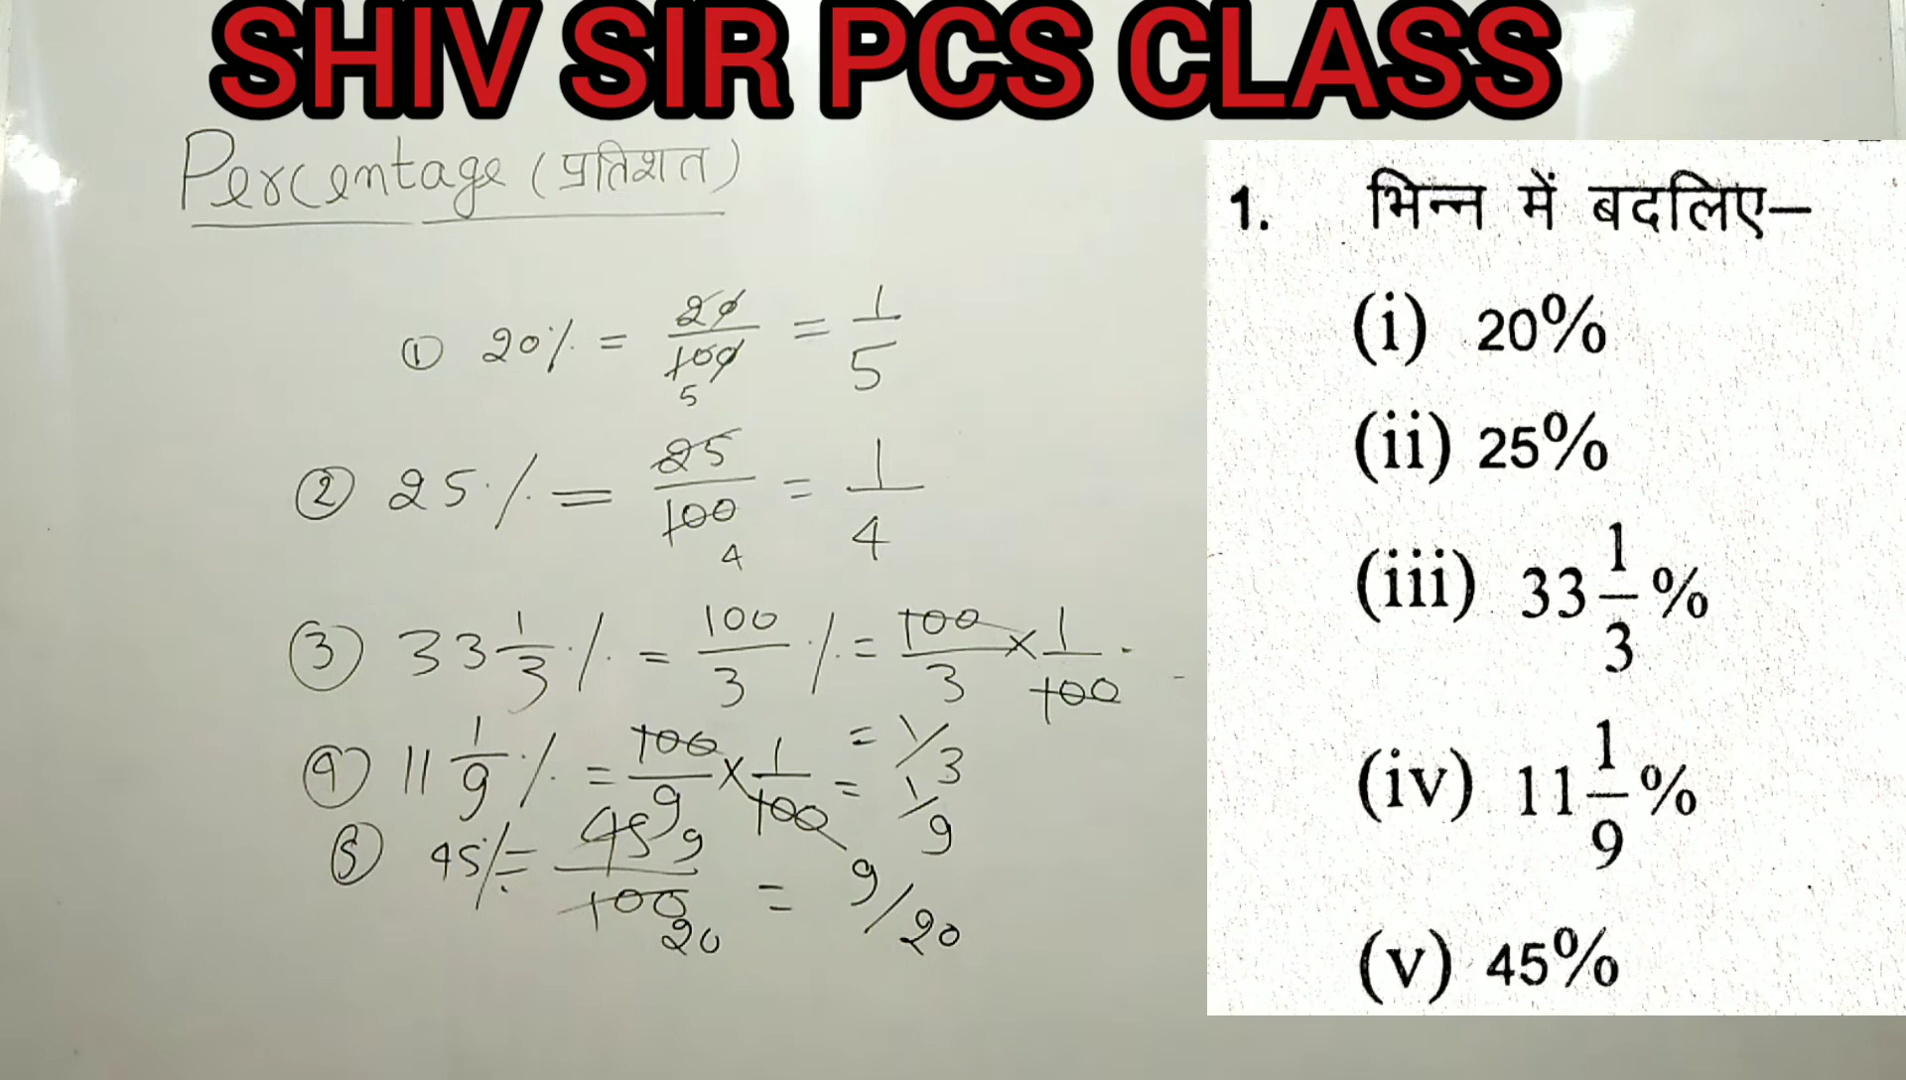 SHIV SIR PCS CLASS
Percentage (प्रतिशत)
① 20% = 20/100 5 = 1/5
② 25% = 25/100 4 = 1/4
③ 33 1/3 % = 100/3 % = 100/3 × 1/100
= 1/3
④ 11 1/9 % = 100/9 × 1/100 = 1/9
⑤ 45% = 45 9/100 20 = 9/20
1. भिन्न में बदलिए–
(i) 20%
(ii) 25%
(iii) 33 1/3 %
(iv) 11 1/9 %
(v) 45%